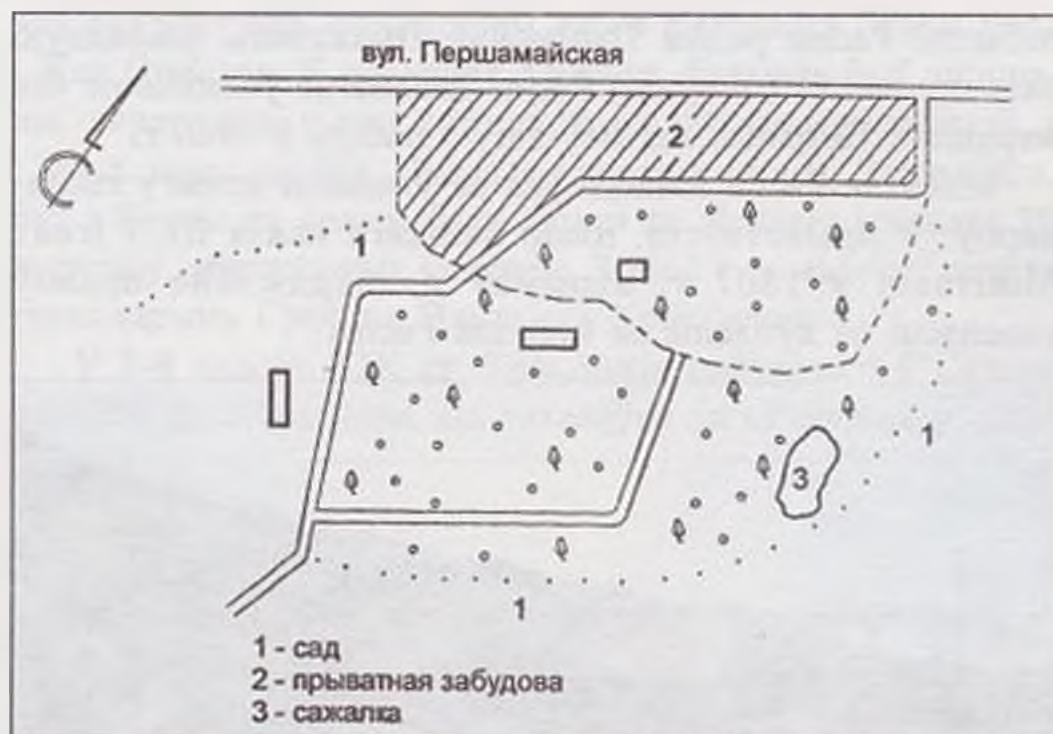 вул. Першамайская
2
1
1
3
1
1 - сад
2 - прыватная забудова
3 - сажалка